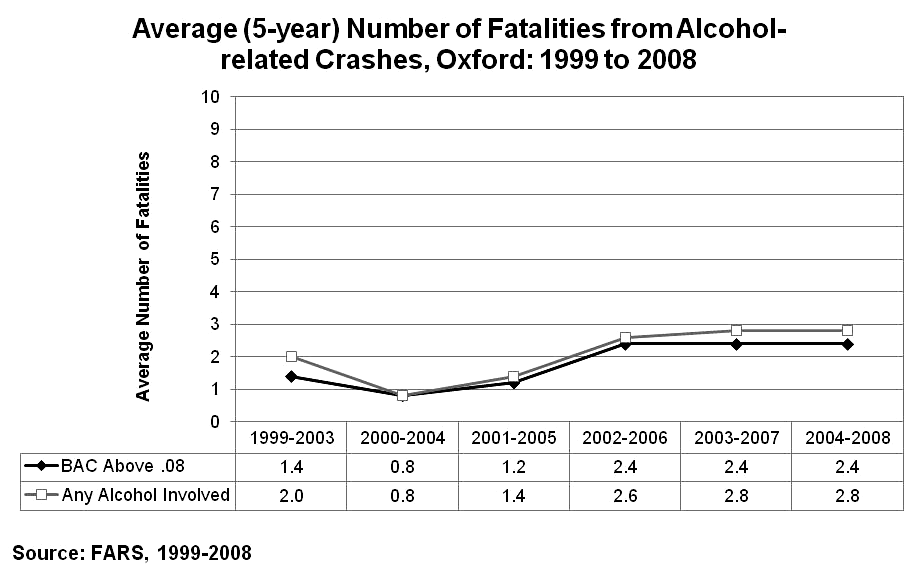 Average (5-year) Number of Fatalities from Alcohol-
related Crashes, Oxford: 1999 to 2008
Average Number of Fatalities
10
9
8
7
6
5
4
3
2
1
0
1999-2003 2000-2004 2001-2005 2002-2006 2003-2007 2004-2008
BAC Above .08 1.4 0.8 1.2 2.4 2.4 2.4
Any Alcohol Involved 2.0 0.8 1.4 2.6 2.8 2.8
Source: FARS, 1999-2008